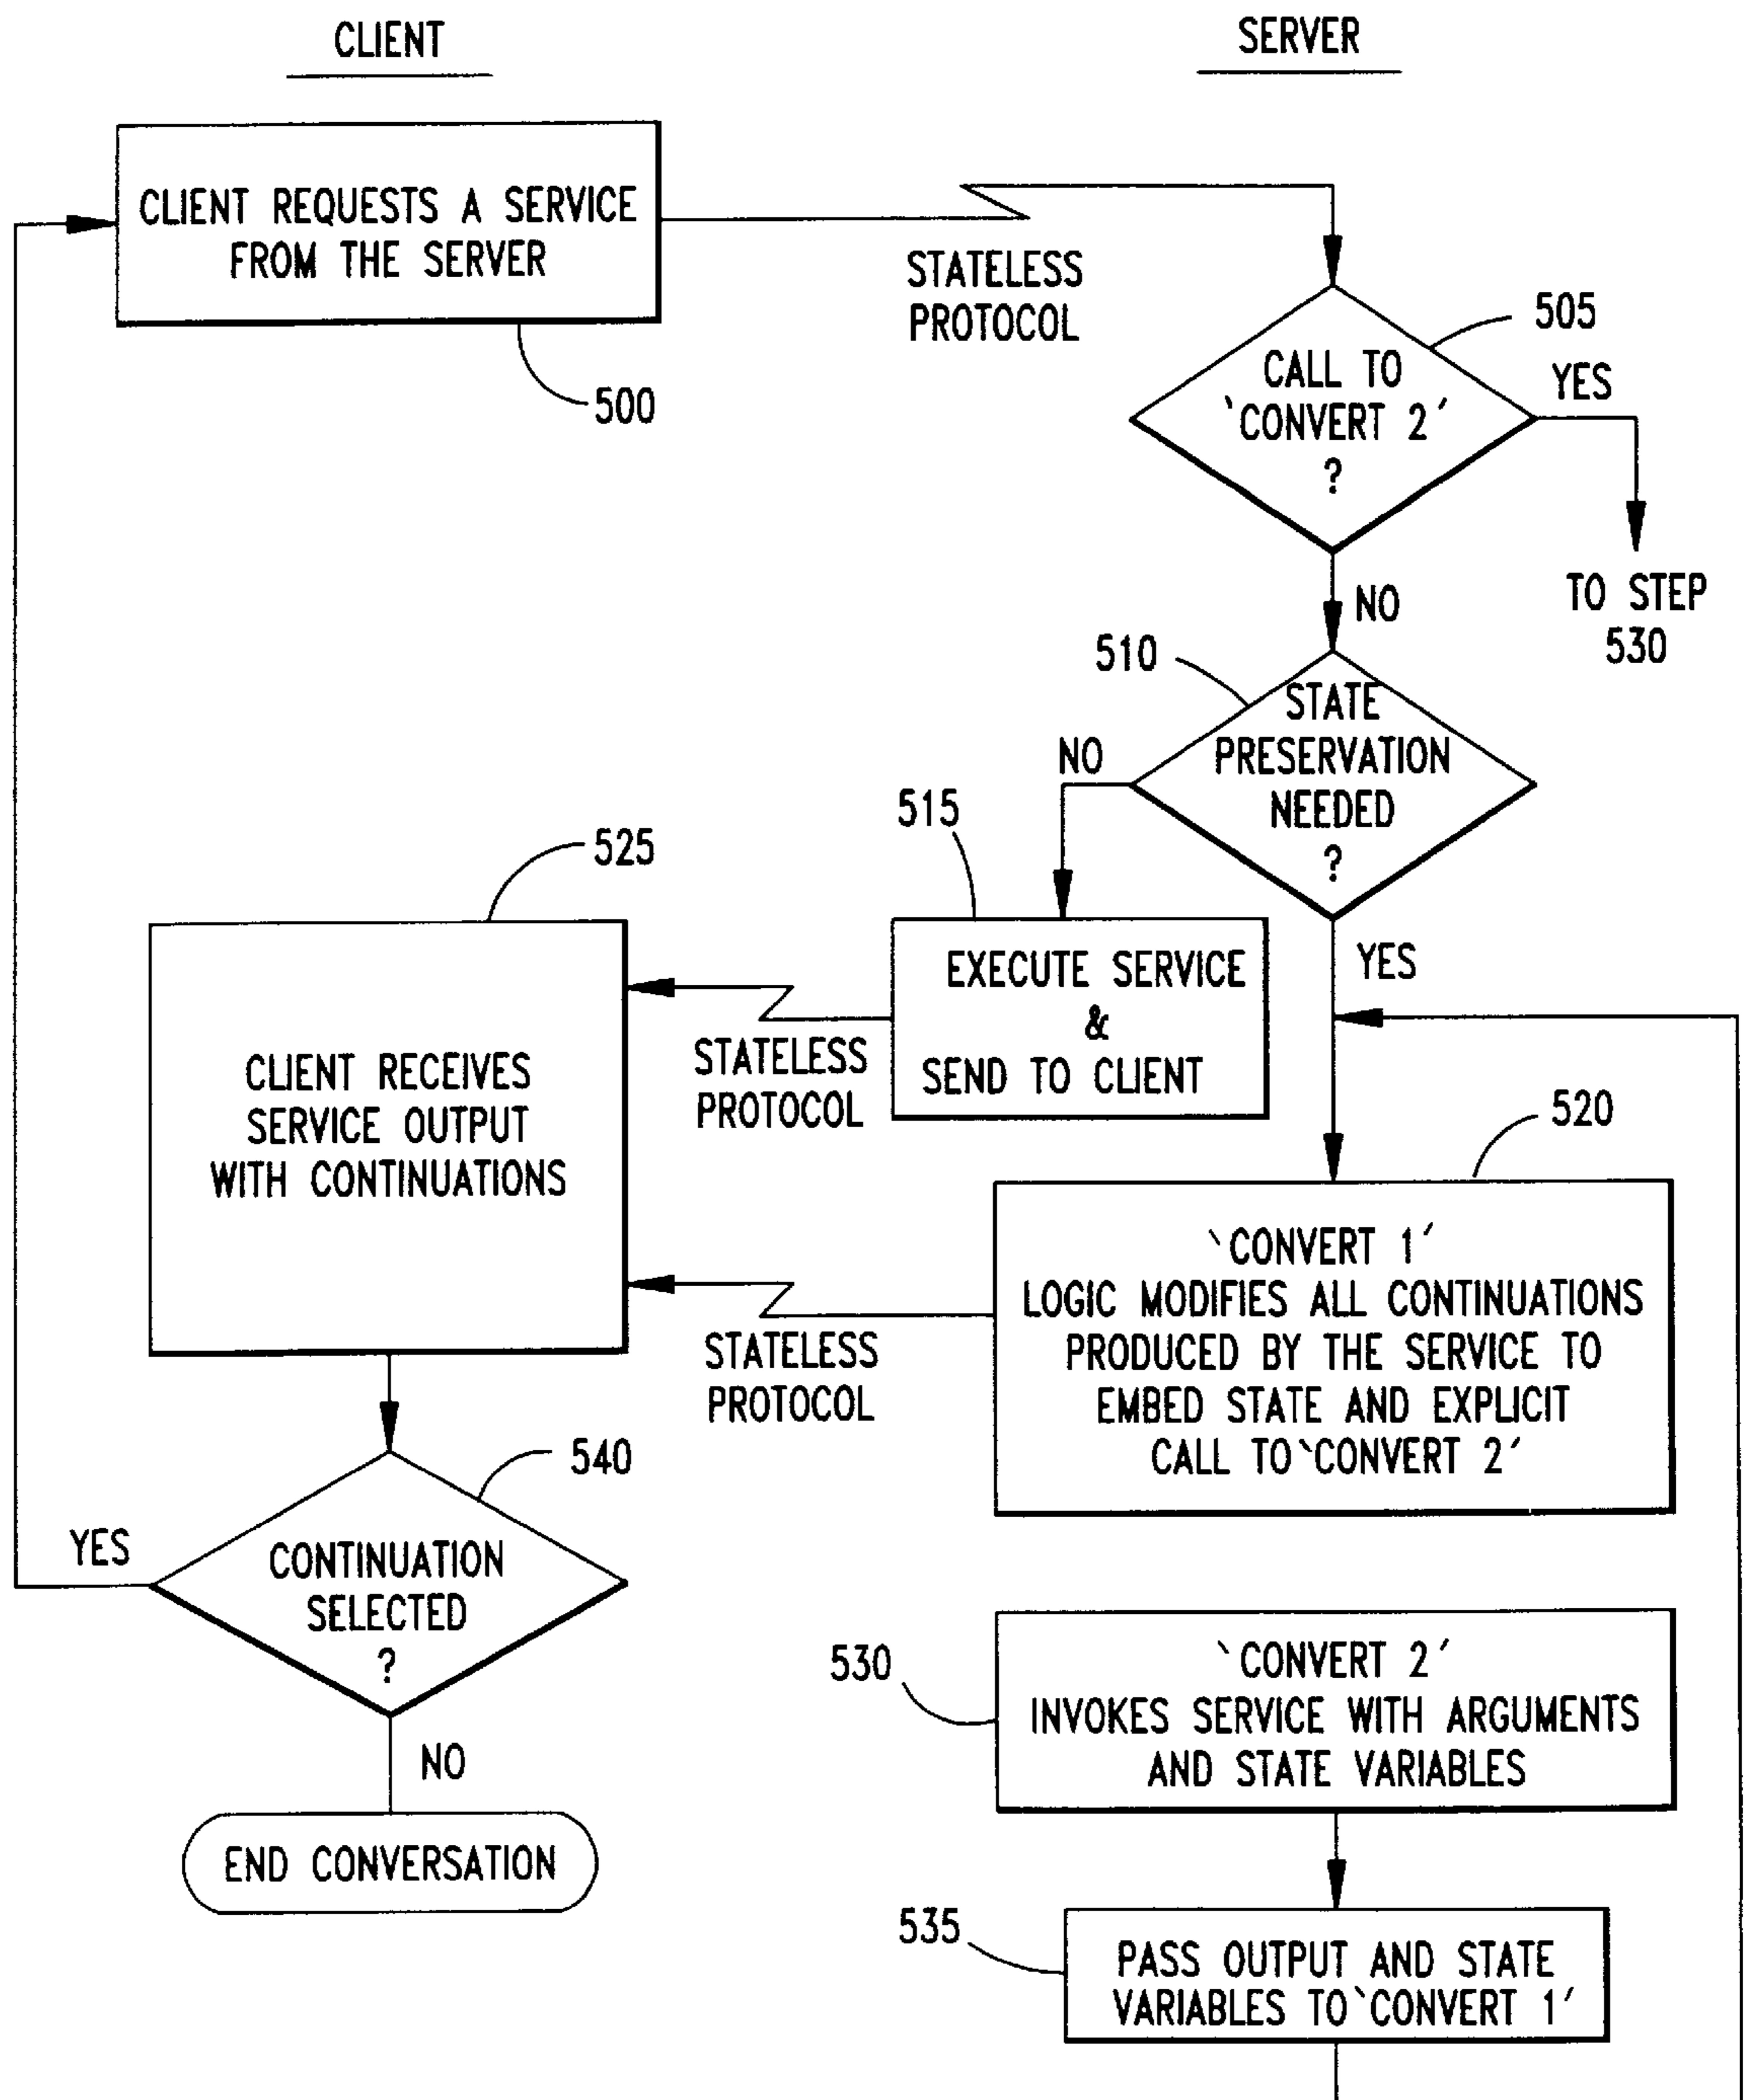 CLIENT
SERVER
CLIENT REQUESTS A SERVICE
FROM THE SERVER
500
STATELESS
PROTOCOL
505
CALL TO
`CONVERT 2´
?
YES
TO STEP
530
NO
510
STATE
PRESERVATION
NEEDED
?
NO
515
YES
EXECUTE SERVICE
&
SEND TO CLIENT
STATELESS
PROTOCOL
525
CLIENT RECEIVES
SERVICE OUTPUT
WITH CONTINUATIONS
520
`CONVERT 1´
LOGIC MODIFIES ALL CONTINUATIONS
PRODUCED BY THE SERVICE TO
EMBED STATE AND EXPLICIT
CALL TO `CONVERT 2´
STATELESS
PROTOCOL
540
CONTINUATION
SELECTED
?
YES
NO
END CONVERSATION
530
`CONVERT 2´
INVOKES SERVICE WITH ARGUMENTS
AND STATE VARIABLES
535
PASS OUTPUT AND STATE
VARIABLES TO `CONVERT 1´